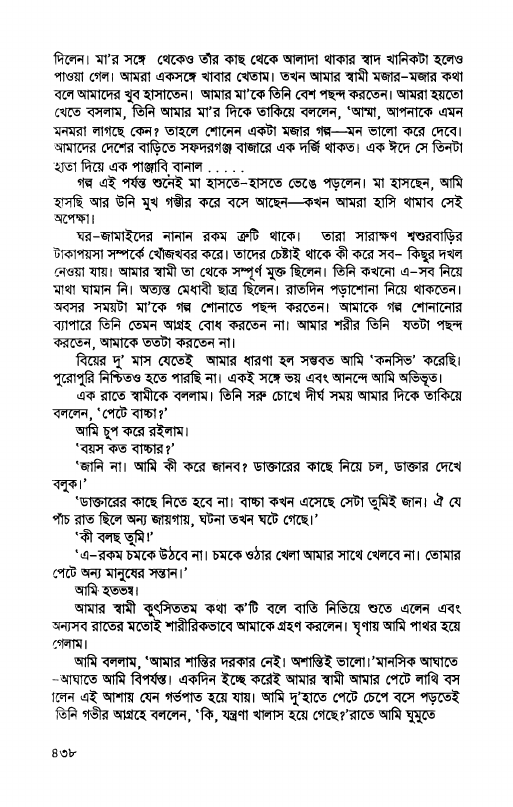 দিলেন। মা'র সঙ্গে থেকেও তাঁর কাছ থেকে আলাদা থাকার স্বাদ খানিকটা হলেও
পাওয়া গেল। আমরা একসঙ্গে খাবার খেতাম। তখন আমার স্বামী মজার-মজার কথা
বলে আমাদের খুব হাসাতেন। আমার মা'কে তিনি বেশ পছন্দ করতেন। আমরা হয়তো
খেতে বসলাম, তিনি আমার মা'র দিকে তাকিয়ে বললেন, ‘আম্মা, আপনাকে এমন
মনমরা লাগছে কেন? তাহলে শোনেন একটা মজার গল্প—মন ভালো করে দেবে।
আমাদের দেশের বাড়িতে সফদরগঞ্জ বাজারে এক দর্জি থাকত। এক ঈদে সে তিনটা
হাতা দিয়ে এক পাঞ্জাবি বানাল . . . . .
গল্প এই পর্যন্ত শুনেই মা হাসতে-হাসতে ভেঙে পড়লেন। মা হাসছেন, আমি
হাসছি আর উনি মুখ গম্ভীর করে বসে আছেন—কখন আমরা হাসি থামাব সেই
অপেক্ষা।
ঘর-জামাইদের নানান রকম ত্রুটি থাকে। তারা সারাক্ষণ শ্বশুরবাড়ির
টাকাপয়সা সম্পর্কে খোঁজখবর করে। তাদের চেষ্টাই থাকে কী করে সব- কিছুর দখল
নেওয়া যায়। আমার স্বামী তা থেকে সম্পূর্ণ মুক্ত ছিলেন। তিনি কখনো এ-সব নিয়ে
মাথা ঘামান নি। অত্যন্ত মেধাবী ছাত্র ছিলেন। রাতদিন পড়াশোনা নিয়ে থাকতেন।
অবসর সময়টা মা'কে গল্প শোনাতে পছন্দ করতেন। আমাকে গল্প শোনানোর
ব্যাপারে তিনি তেমন আগ্রহ বোধ করতেন না। আমার শরীর তিনি যতটা পছন্দ
করতেন, আমাকে ততটা করতেন না।
বিয়ের দু' মাস যেতেই আমার ধারণা হল সম্ভবত আমি ‘কনসিভ’ করেছি।
পুরোপুরি নিশ্চিতও হতে পারছি না। একই সঙ্গে ভয় এবং আনন্দে আমি অভিভূত।
এক রাতে স্বামীকে বললাম। তিনি সরু চোখে দীর্ঘ সময় আমার দিকে তাকিয়ে
বললেন, ‘পেটে বাচ্চা?’
আমি চুপ করে রইলাম।
‘বয়স কত বাচ্চার?’
‘জানি না। আমি কী করে জানব? ডাক্তারের কাছে নিয়ে চল, ডাক্তার দেখে
বলুক।’
‘ডাক্তারের কাছে নিতে হবে না। বাচ্চা কখন এসেছে সেটা তুমিই জান। ঐ যে
পাঁচ রাত ছিলে অন্য জায়গায়, ঘটনা তখন ঘটে গেছে।’
‘কী বলছ তুমি।’
‘এ-রকম চমকে উঠবে না। চমকে ওঠার খেলা আমার সাথে খেলবে না। তোমার
পেটে অন্য মানুষের সন্তান।’
আমি হতভম্ব।
আমার স্বামী কুৎসিততম কথা ক'টি বলে বাতি নিভিয়ে শুতে এলেন এবং
অন্যসব রাতের মতোই শারীরিকভাবে আমাকে গ্রহণ করলেন। ঘৃণায় আমি পাথর হয়ে
গেলাম।
আমি বললাম, ‘আমার শান্তির দরকার নেই। অশান্তিই ভালো।’মানসিক আঘাতে
-আঘাতে আমি বিপর্যস্ত। একদিন ইচ্ছে করেই আমার স্বামী আমার পেটে লাথি বস
ালেন এই আশায় যেন গর্ভপাত হয়ে যায়। আমি দু'হাতে পেটে চেপে বসে পড়তেই
তিনি গভীর আগ্রহে বললেন, ‘কি, যন্ত্রণা খালাস হয়ে গেছে?’রাতে আমি ঘুমুতে
৪৩৮